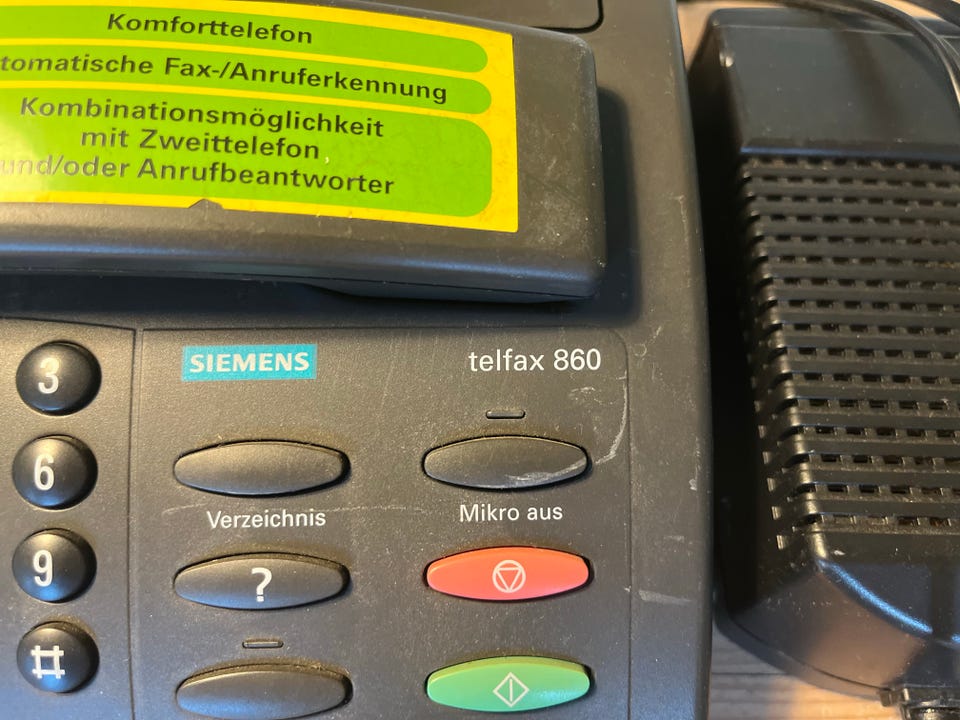 Komforttelefon
tomatische Fax-/Anruferkennung
Kombinationsmöglichkeit
mit Zweittelefon
und/oder Anrufbeantworter
SIEMENS
telfax 860
3
6
9
#
Verzeichnis
Mikro aus
?